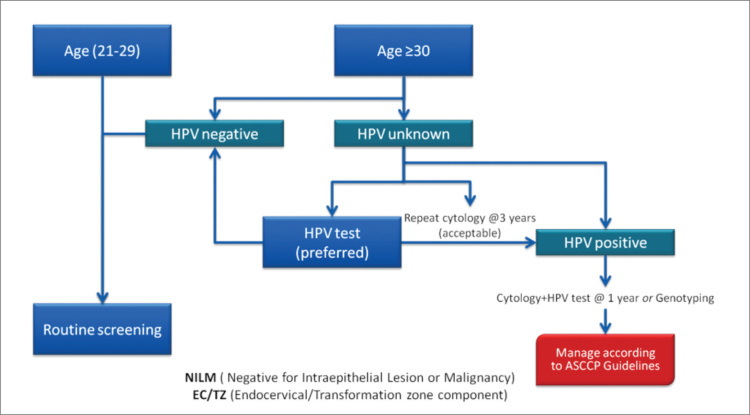 Age (21-29)
Age ≥30
HPV negative
HPV unknown
HPV test
(preferred)
Repeat cytology @3 years
(acceptable)
HPV positive
Cytology+HPV test @ 1 year or Genotyping
Routine screening
Manage according
to ASCCP Guidelines
NILM ( Negative for Intraepithelial Lesion or Malignancy)
EC/TZ (Endocervical/Transformation zone component)